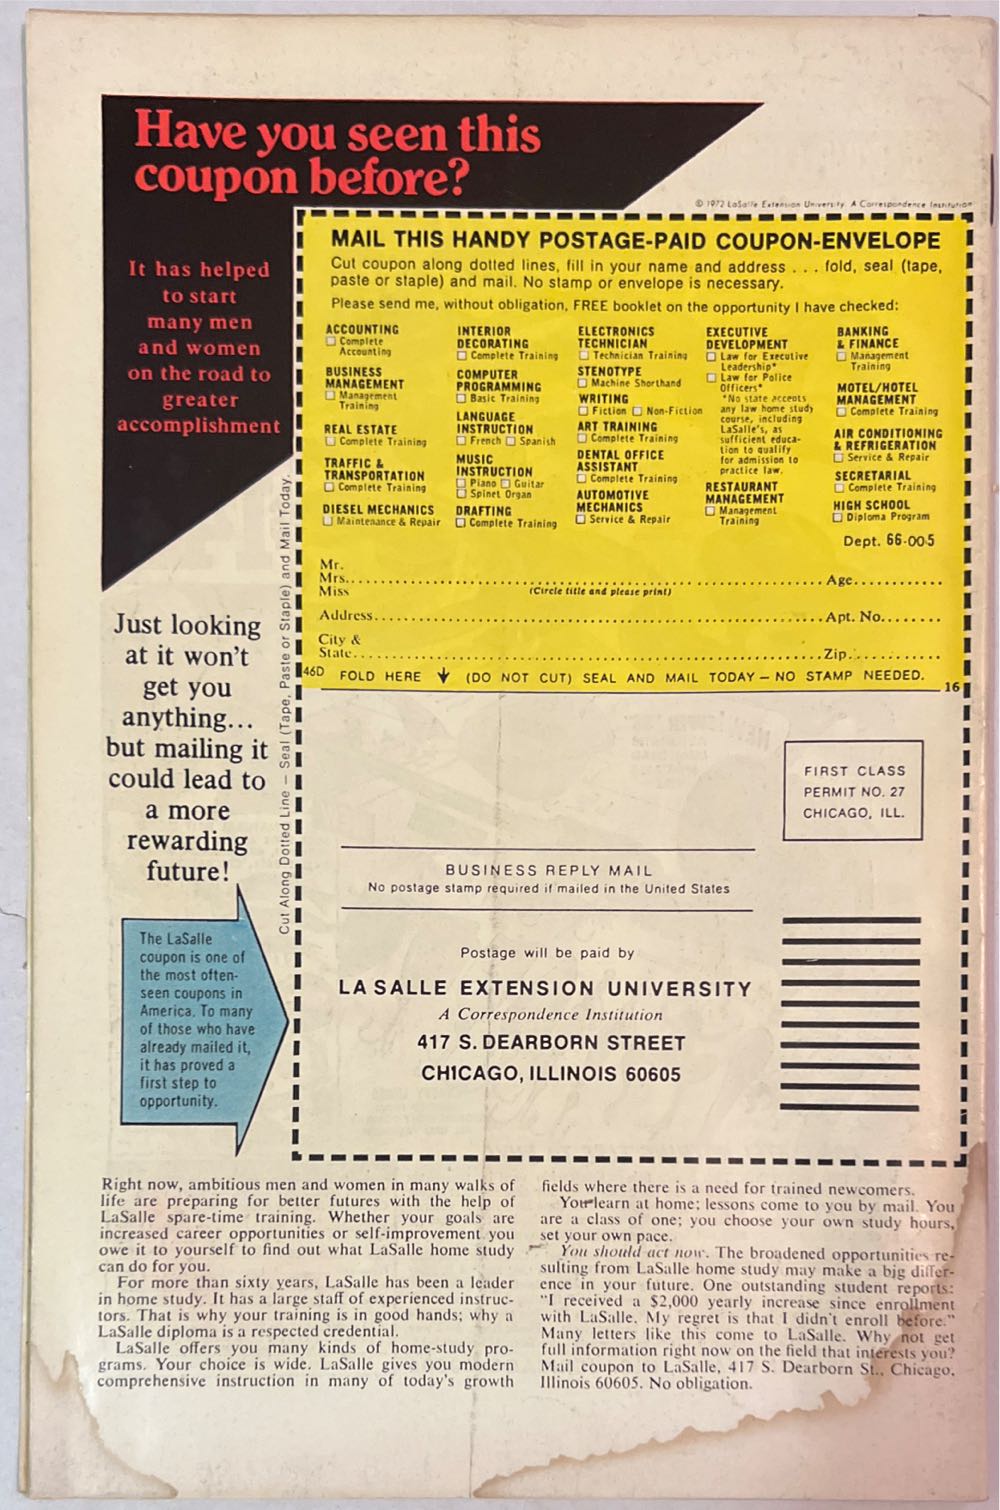 Have you seen this
coupon before?
It has helped
to start
many men
and women
on the road to
greater
accomplishment
© 1972 LaSalle Extension University. A Correspondence Institution
MAIL THIS HANDY POSTAGE-PAID COUPON-ENVELOPE
Cut coupon along dotted lines, fill in your name and address . . . fold, seal (tape,
paste or staple) and mail. No stamp or envelope is necessary.
Please send me, without obligation, FREE booklet on the opportunity I have checked:
ACCOUNTING
☐ Complete
Accounting
BUSINESS
MANAGEMENT
☐ Management
Training
REAL ESTATE
☐ Complete Training
TRAFFIC &
TRANSPORTATION
☐ Complete Training
DIESEL MECHANICS
☐ Maintenance & Repair
INTERIOR
DECORATING
☐ Complete Training
COMPUTER
PROGRAMMING
☐ Basic Training
LANGUAGE
INSTRUCTION
☐ French ☐ Spanish
MUSIC
INSTRUCTION
☐ Piano ☐ Guitar
☐ Spinet Organ
DRAFTING
☐ Complete Training
ELECTRONICS
TECHNICIAN
☐ Technician Training
STENOTYPE
☐ Machine Shorthand
WRITING
☐ Fiction ☐ Non-Fiction
ART TRAINING
☐ Complete Training
DENTAL OFFICE
ASSISTANT
☐ Complete Training
AUTOMOTIVE
MECHANICS
☐ Service & Repair
EXECUTIVE
DEVELOPMENT
☐ Law for Executive
Leadership*
☐ Law for Police
Officers*
*No state accepts
any law home study
course, including
LaSalle's, as
sufficient educa-
tion to qualify
for admission to
practice law.
RESTAURANT
MANAGEMENT
☐ Management
Training
BANKING
& FINANCE
☐ Management
Training
MOTEL/HOTEL
MANAGEMENT
☐ Complete Training
AIR CONDITIONING
& REFRIGERATION
☐ Service & Repair
SECRETARIAL
☐ Complete Training
HIGH SCHOOL
☐ Diploma Program
Dept. 66-005
Mr.
Mrs. Age
Miss (Circle title and please print)
Address Apt. No.
City &
State Zip
46D FOLD HERE ↓ (DO NOT CUT) SEAL AND MAIL TODAY – NO STAMP NEEDED.
16
Cut Along Dotted Line – Seal (Tape, Paste or Staple) and Mail Today.
Just looking
at it won't
get you
anything...
but mailing it
could lead to
a more
rewarding
future!
The LaSalle
coupon is one of
the most often-
seen coupons in
America. To many
of those who have
already mailed it,
it has proved a
first step to
opportunity.
FIRST CLASS
PERMIT NO. 27
CHICAGO, ILL.
BUSINESS REPLY MAIL
No postage stamp required if mailed in the United States
Postage will be paid by
LA SALLE EXTENSION UNIVERSITY
A Correspondence Institution
417 S. DEARBORN STREET
CHICAGO, ILLINOIS 60605
Right now, ambitious men and women in many walks of
life are preparing for better futures with the help of
LaSalle spare-time training. Whether your goals are
increased career opportunities or self-improvement you
owe it to yourself to find out what LaSalle home study
can do for you.
For more than sixty years, LaSalle has been a leader
in home study. It has a large staff of experienced instruc-
tors. That is why your training is in good hands; why a
LaSalle diploma is a respected credential.
LaSalle offers you many kinds of home-study pro-
grams. Your choice is wide. LaSalle gives you modern
comprehensive instruction in many of today's growth
fields where there is a need for trained newcomers.
You learn at home; lessons come to you by mail. You
are a class of one; you choose your own study hours,
set your own pace.
You should act now. The broadened opportunities re-
sulting from LaSalle home study may make a big differ-
ence in your future. One outstanding student reports:
"I received a $2,000 yearly increase since enrollment
with LaSalle. My regret is that I didn't enroll before."
Many letters like this come to LaSalle. Why not get
full information right now on the field that interests you?
Mail coupon to LaSalle, 417 S. Dearborn St., Chicago,
Illinois 60605. No obligation.